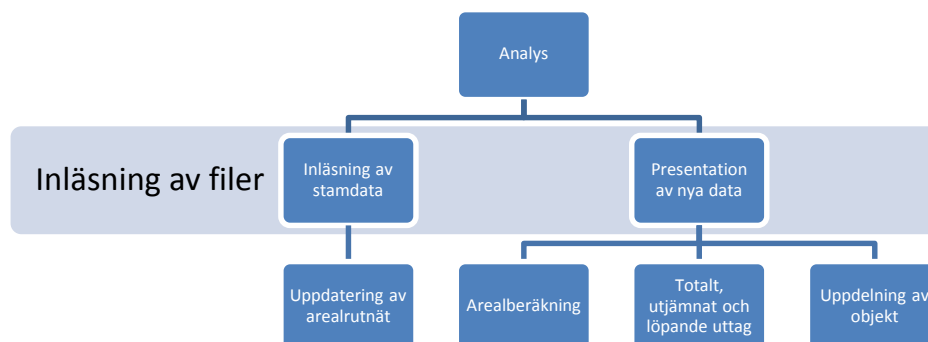 Analys
Inläsning av filer
Inläsning av
stamdata
Presentation
av nya data
Uppdatering av
arealrutnät
Arealberäkning
Totalt,
utjämnat och
löpande uttag
Uppdelning av
objekt